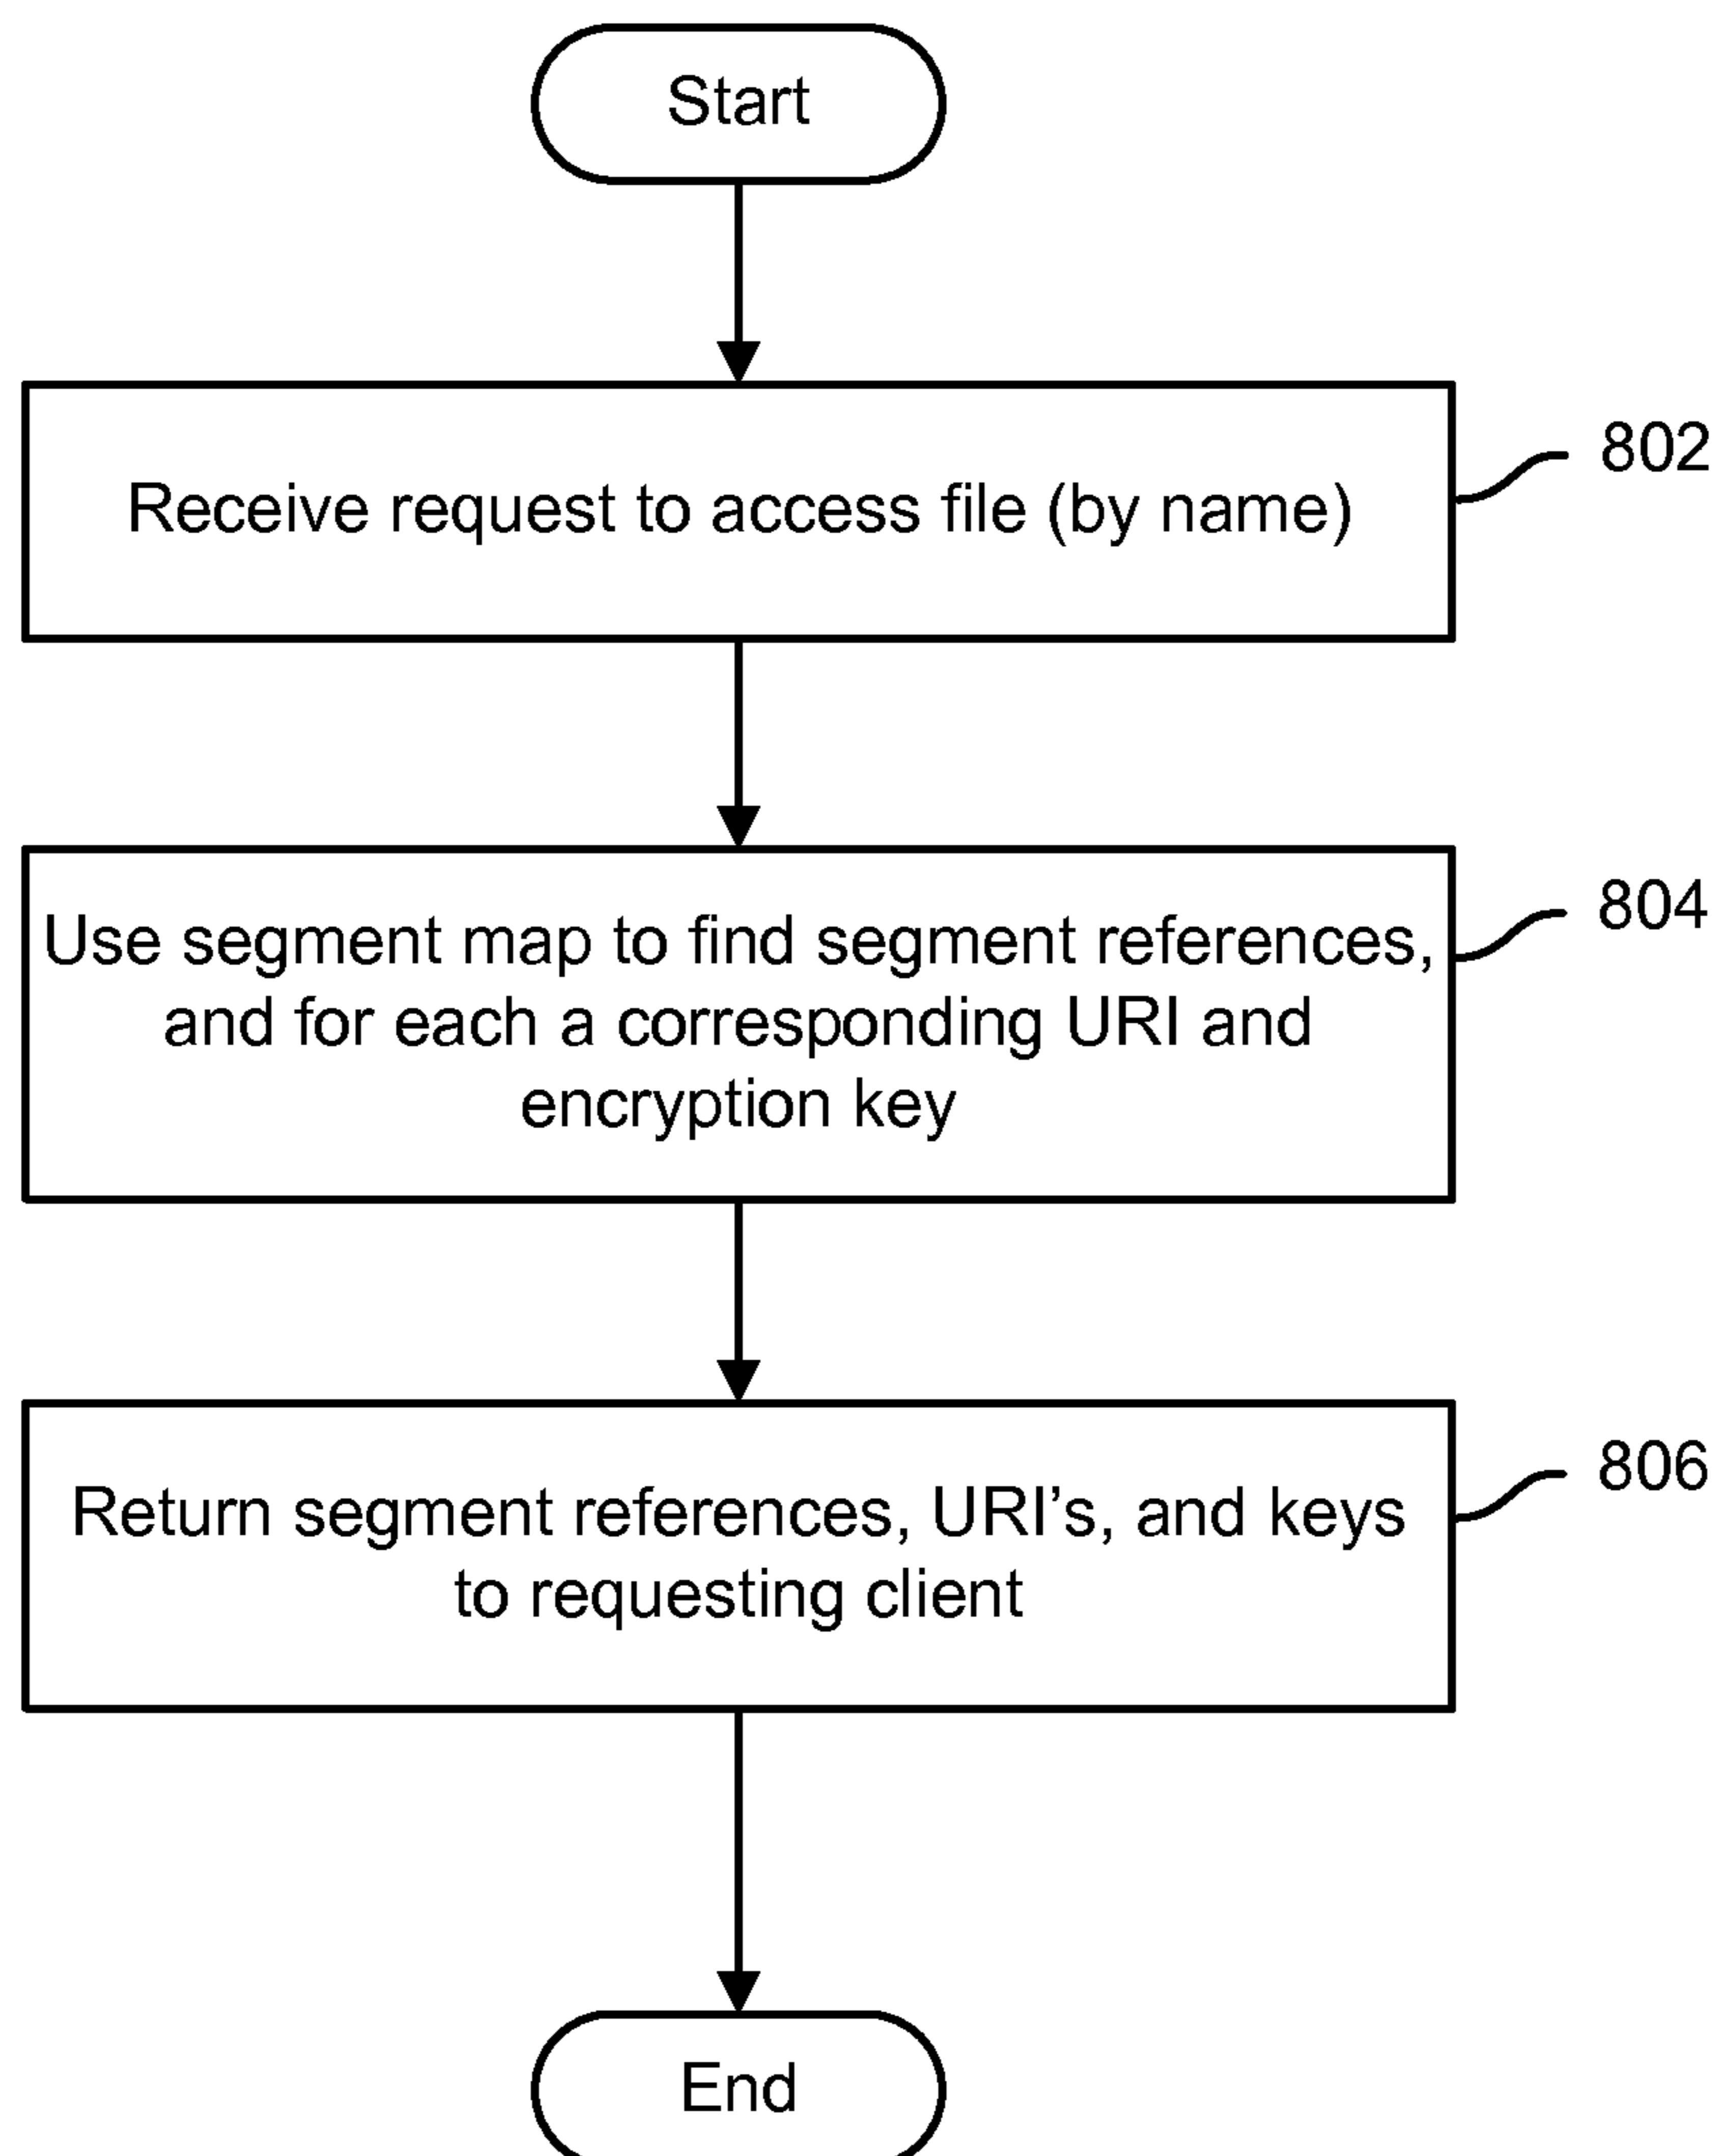 Start
Receive request to access file (by name)
802
Use segment map to find segment references,
and for each a corresponding URI and
encryption key
804
Return segment references, URI’s, and keys
to requesting client
806
End